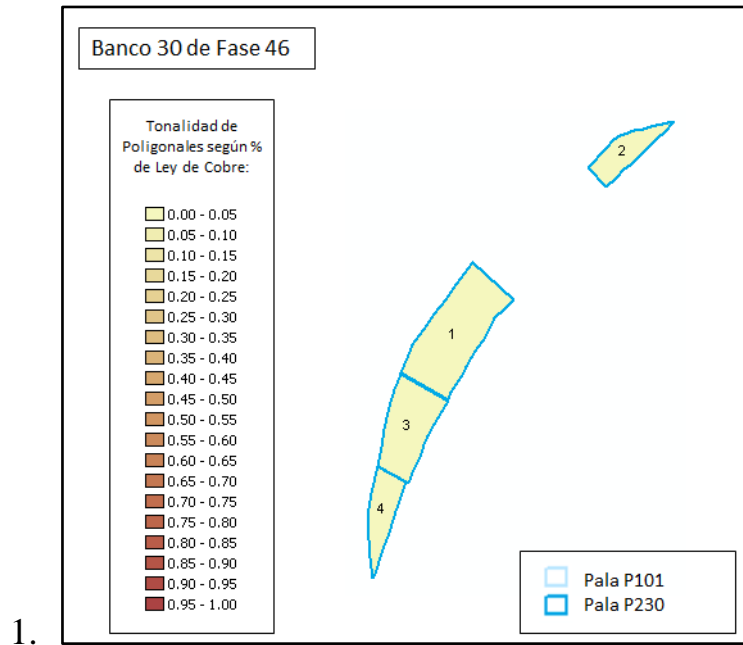 Banco 30 de Fase 46
Tonalidad de
Poligonales según %
de Ley de Cobre:
0.00 - 0.05
0.05 - 0.10
0.10 - 0.15
0.15 - 0.20
0.20 - 0.25
0.25 - 0.30
0.30 - 0.35
0.35 - 0.40
0.40 - 0.45
0.45 - 0.50
0.50 - 0.55
0.55 - 0.60
0.60 - 0.65
0.65 - 0.70
0.70 - 0.75
0.75 - 0.80
0.80 - 0.85
0.85 - 0.90
0.90 - 0.95
0.95 - 1.00
2
1
3
4
Pala P101
Pala P230
1.